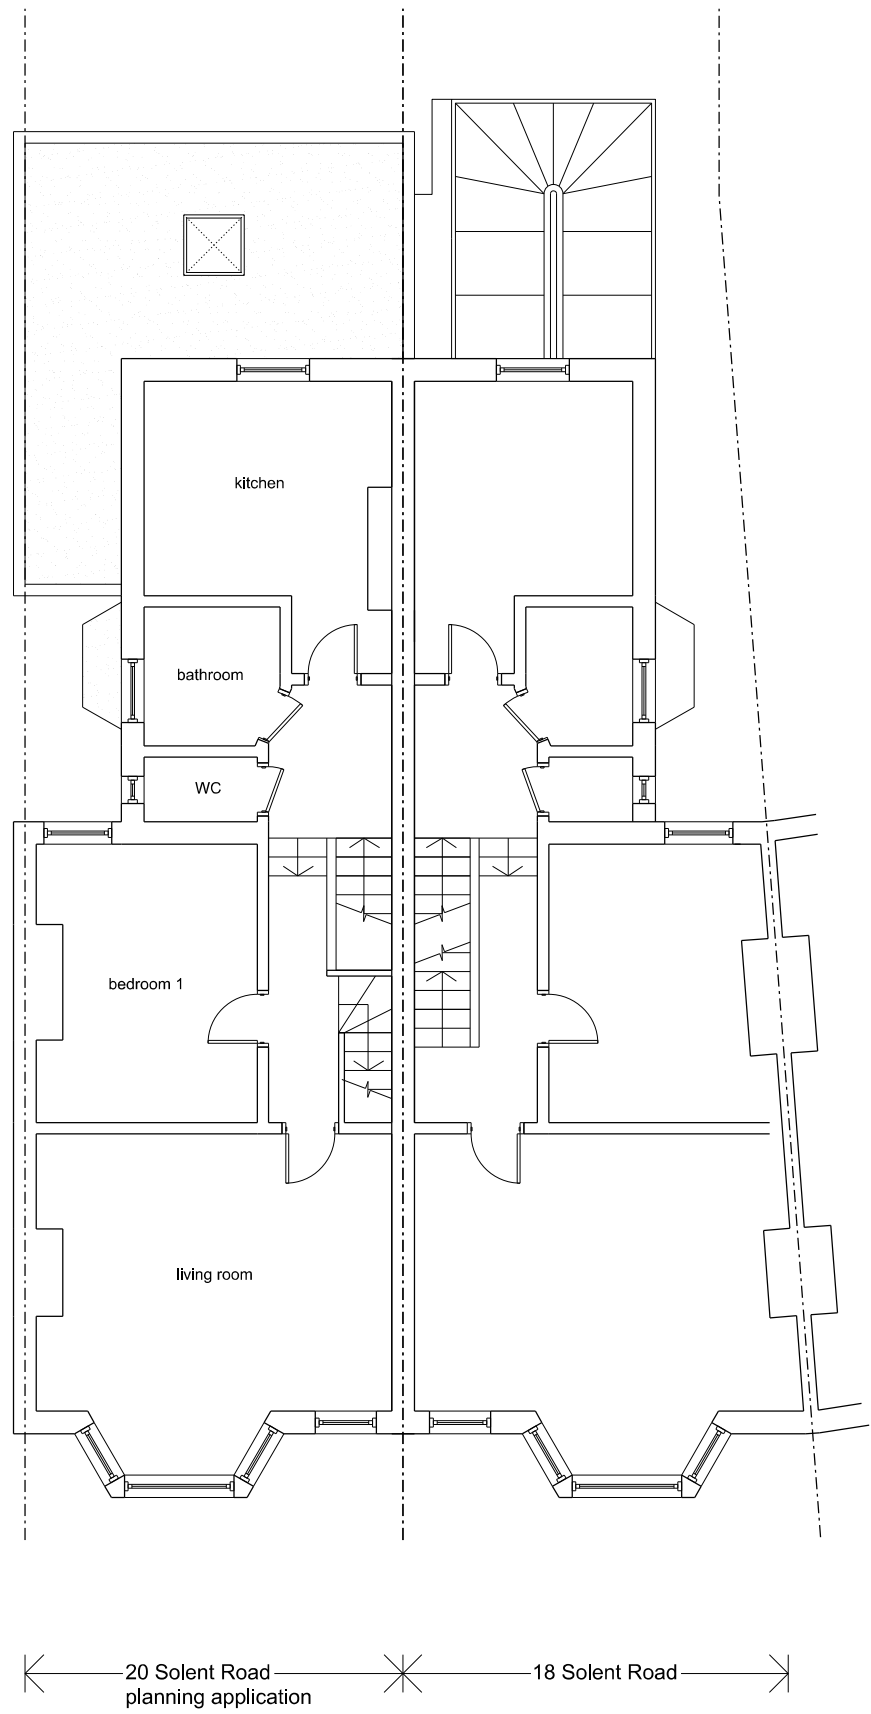 kitchen
bathroom
WC
bedroom 1
living room
20 Solent Road
planning application
18 Solent Road